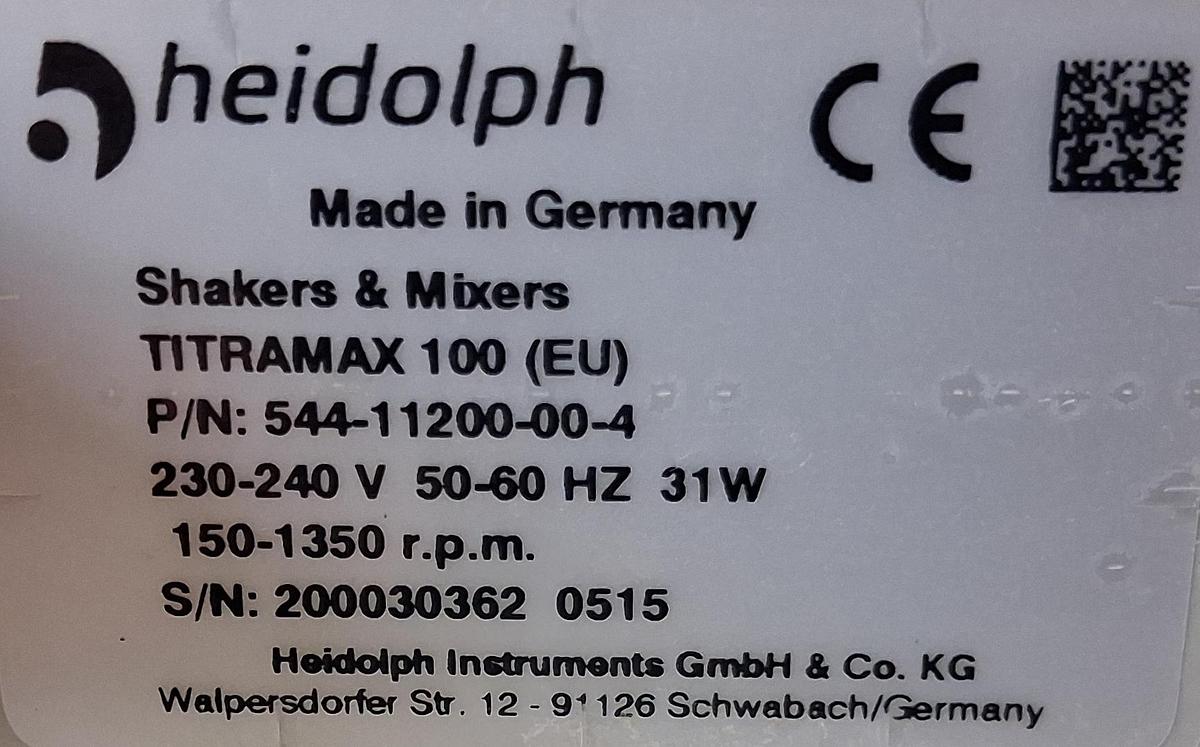 heidolph
CE
Made in Germany
Shakers & Mixers
TITRAMAX 100 (EU)
P/N: 544-11200-00-4
230-240 V 50-60 HZ 31W
150-1350 r.p.m.
S/N: 200030362 0515
Heidolph Instruments GmbH & Co. KG
Walpersdorfer Str. 12 - 91126 Schwabach/Germany